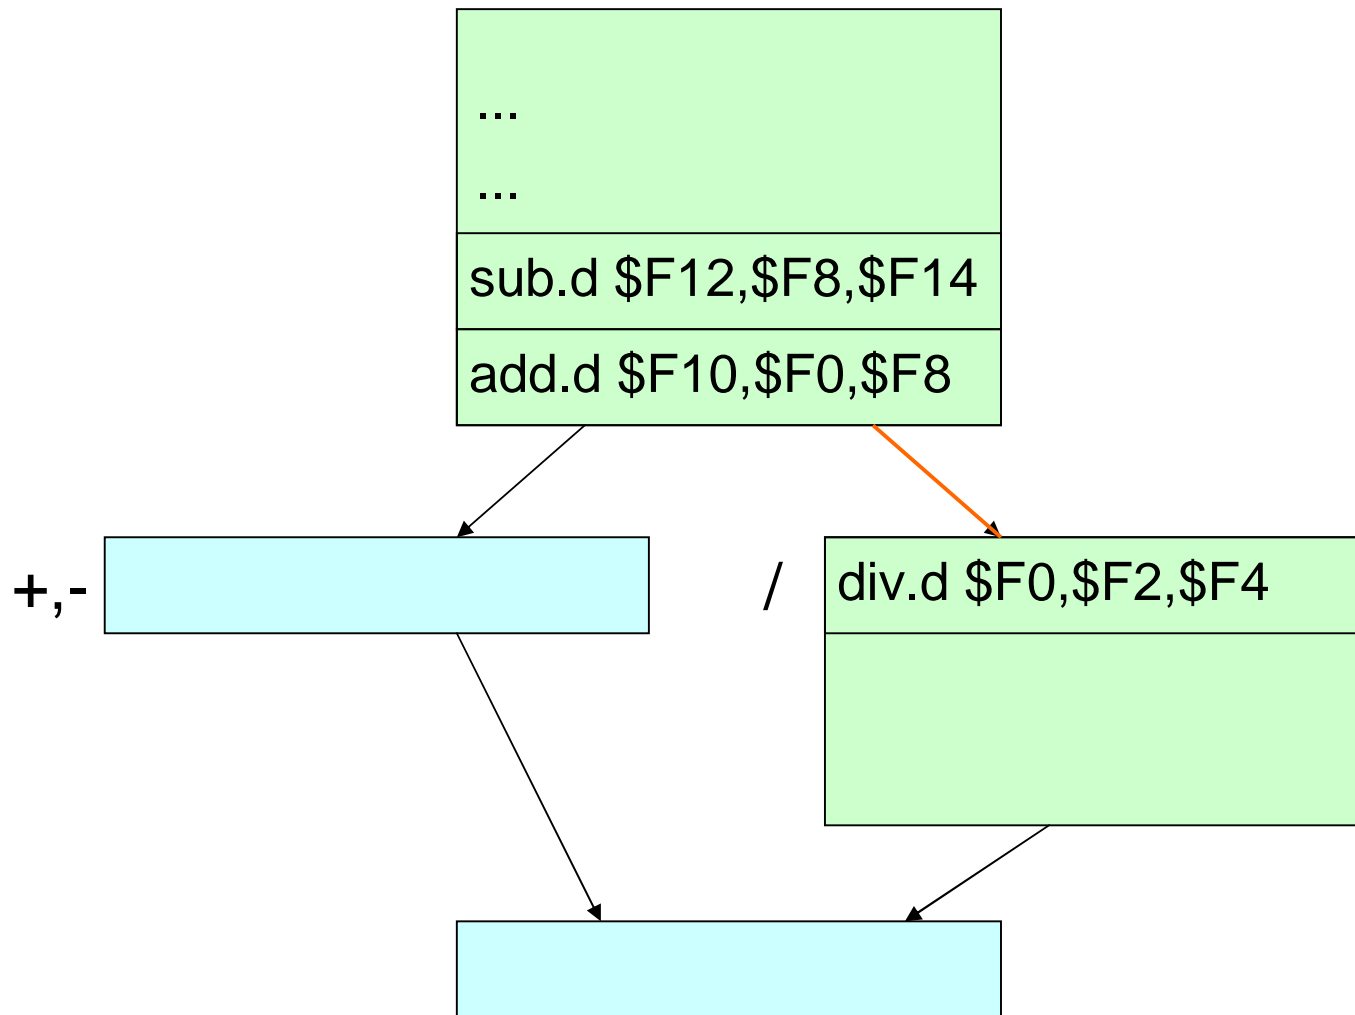 ...
...
sub.d $F12,$F8,$F14
add.d $F10,$F0,$F8
+,-
/
div.d $F0,$F2,$F4